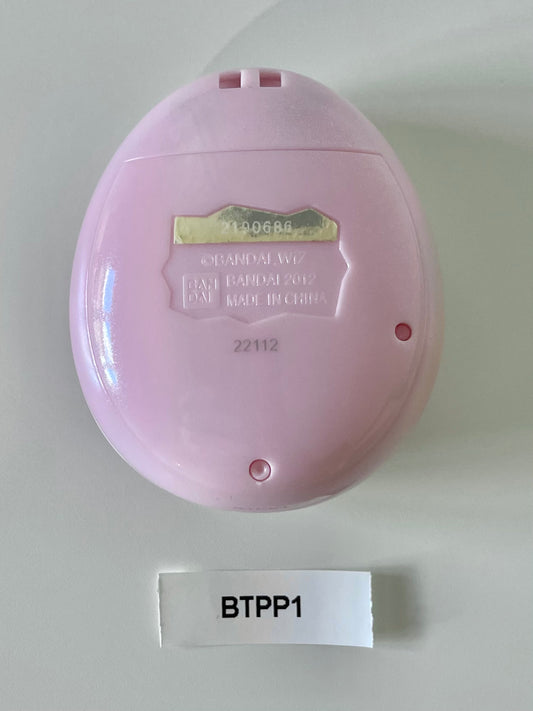 2190686
©BANDAI,WiZ
BAN
DAI
BANDAI 2012
MADE IN CHINA
22112
BTPP1